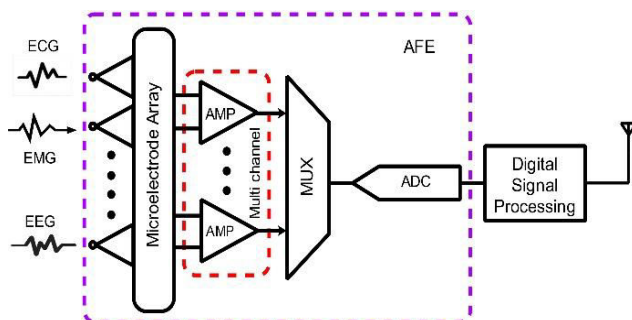 ECG
EMG
EEG
Microelectrode Array
AMP
AMP
Multi channel
MUX
ADC
AFE
Digital
Signal
Processing